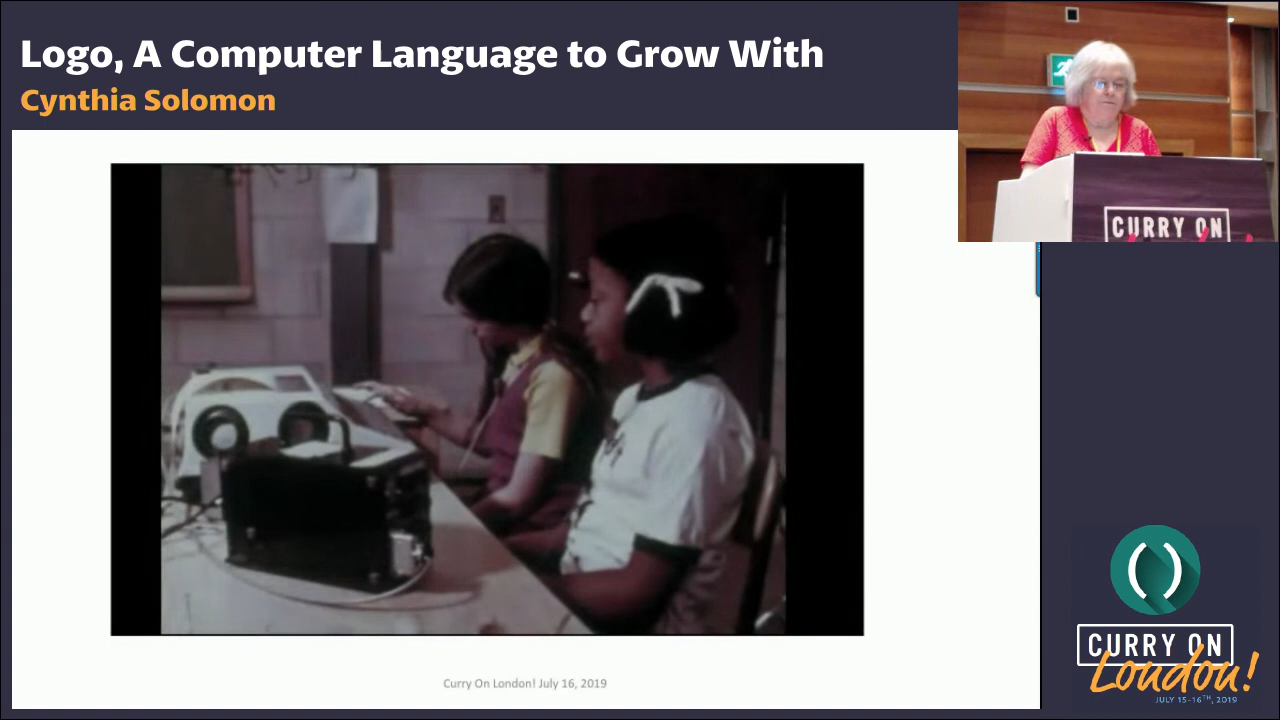 Logo, A Computer Language to Grow With
Cynthia Solomon
CURRY ON
Curry On London! July 16, 2019
CURRY ON
London!
JULY 15-16TH, 2019